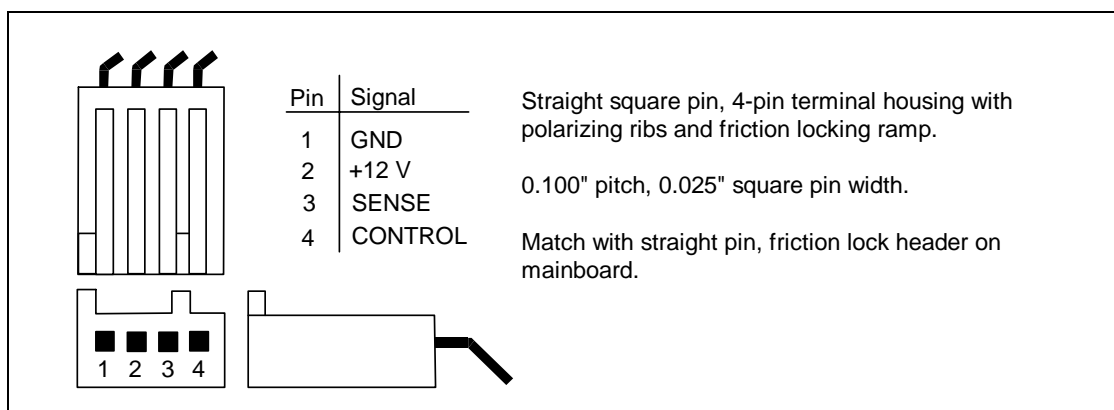 Pin Signal
1 GND
2 +12 V
3 SENSE
4 CONTROL
Straight square pin, 4-pin terminal housing with
polarizing ribs and friction locking ramp.
0.100" pitch, 0.025" square pin width.
Match with straight pin, friction lock header on
mainboard.
1 2 3 4